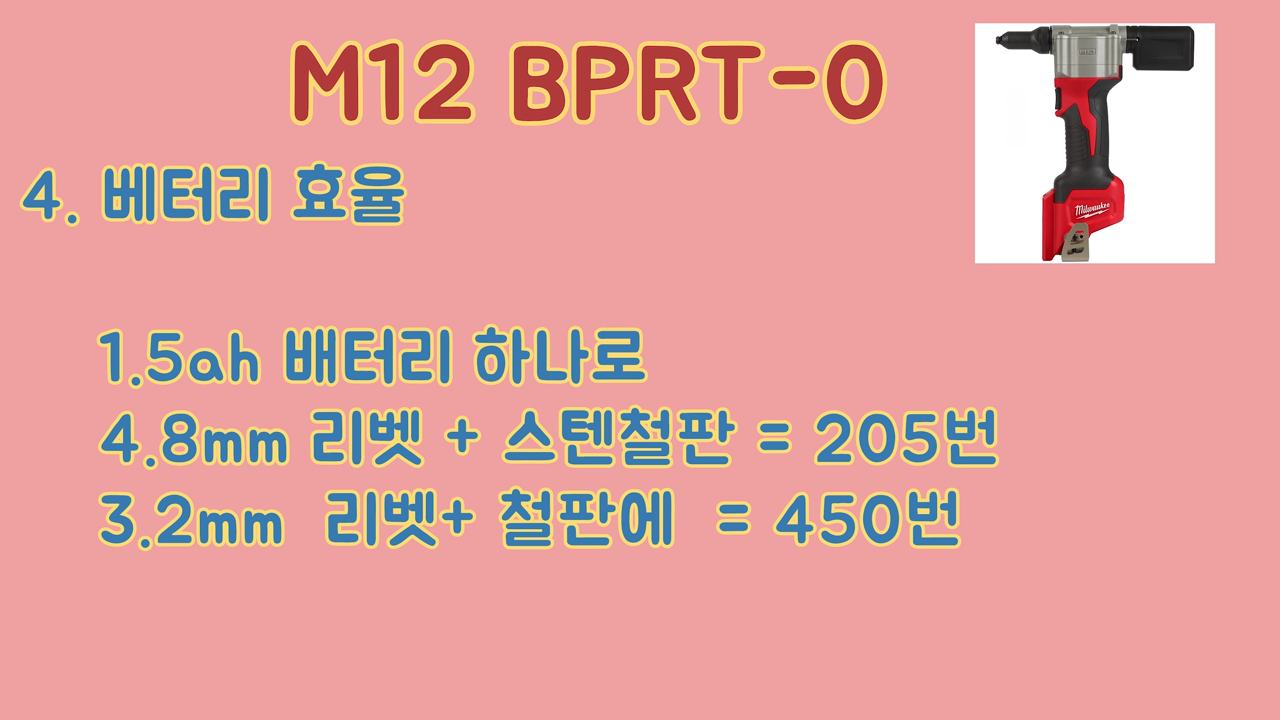 M12 BPRT-0
4. 베터리 효율
1.5ah 배터리 하나로
4.8mm 리벳 + 스텐철판 = 205번
3.2mm 리벳+ 철판에 = 450번
Milwaukee